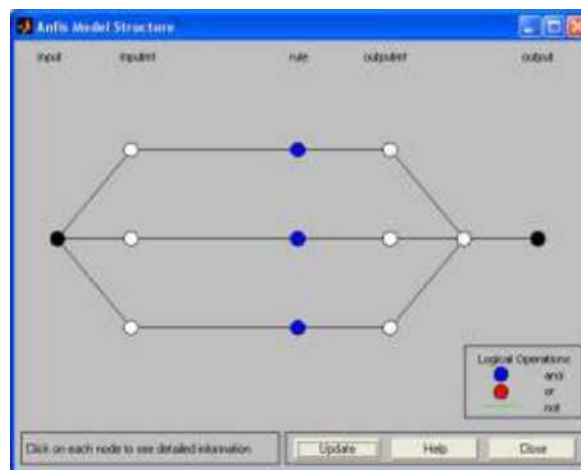 Anfis Model Structure
input inputmf rule outputmf output
Logical Operations
and
or
not
Click on each node to see detailed information
Update Help Close